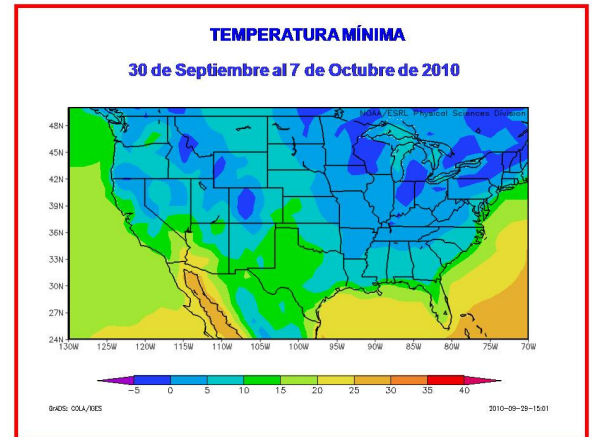 TEMPERATURA MÍNIMA
30 de Septiembre al 7 de Octubre de 2010
NOAA/ESRL Physical Sciences Division
48N
45N
42N
39N
36N
33N
30N
27N
24N
130W 125W 120W 115W 110W 105W 100W 95W 90W 85W 80W 75W 70W
-5 0 5 10 15 20 25 30 35 40
GrADS: COLA/IGES 2010-09-29-15:01